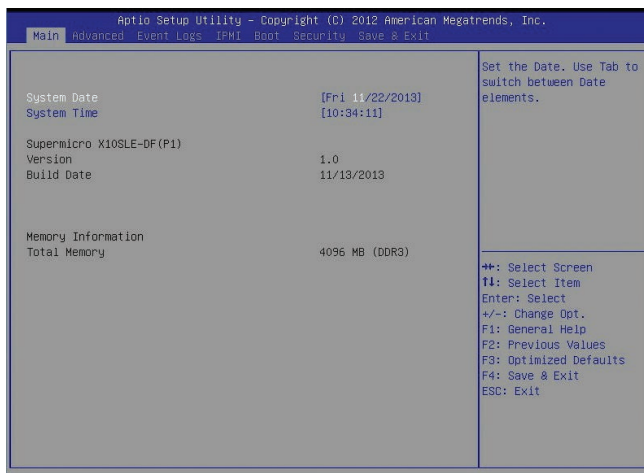 Aptio Setup Utility - Copyright (C) 2012 American Megatrends, Inc.
Main Advanced Event Logs IPMI Boot Security Save & Exit
System Date [Fri 11/22/2013]
System Time [10:34:11]
Supermicro X10SLE-DF(P1)
Version 1.0
Build Date 11/13/2013
Memory Information
Total Memory 4096 MB (DDR3)
Set the Date. Use Tab to
switch between Date
elements.
→←: Select Screen
↑↓: Select Item
Enter: Select
+/-: Change Opt.
F1: General Help
F2: Previous Values
F3: Optimized Defaults
F4: Save & Exit
ESC: Exit